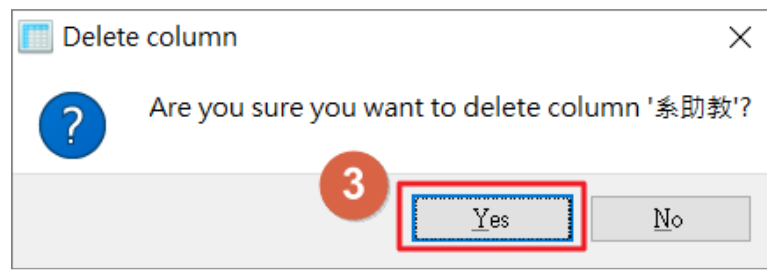 Delete column
Are you sure you want to delete column '系助教'?
3
Yes
No